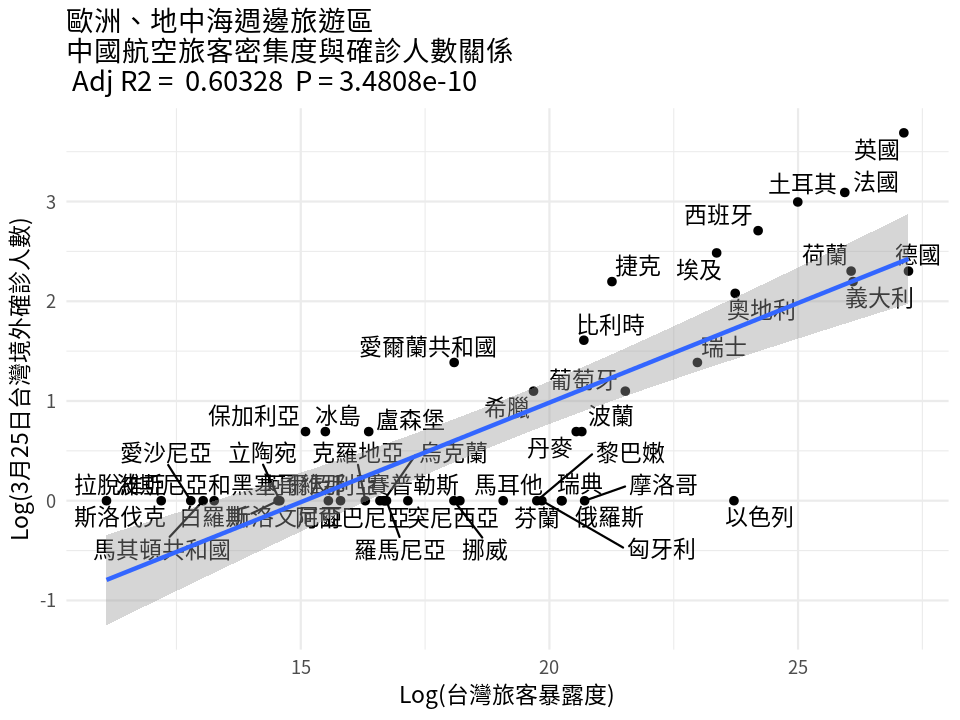 歐洲、地中海週邊旅遊區
中國航空旅客密集度與確診人數關係
Adj R2 = 0.60328 P = 3.4808e-10
英國
土耳其
法國
西班牙
荷蘭
德國
捷克
埃及
義大利
奧地利
比利時
愛爾蘭共和國
瑞士
葡萄牙
希臘
保加利亞
冰島
盧森堡
波蘭
丹麥
愛沙尼亞
立陶宛
克羅地亞
烏克蘭
黎巴嫩
賽普勒斯
馬耳他
瑞典
摩洛哥
斯洛伐克
白羅斯
突尼西亞
芬蘭
俄羅斯
以色列
馬其頓共和國
羅馬尼亞
挪威
匈牙利
3
2
1
0
-1
15
20
25
Log(3月25日台灣境外確診人數)
Log(台灣旅客暴露度)